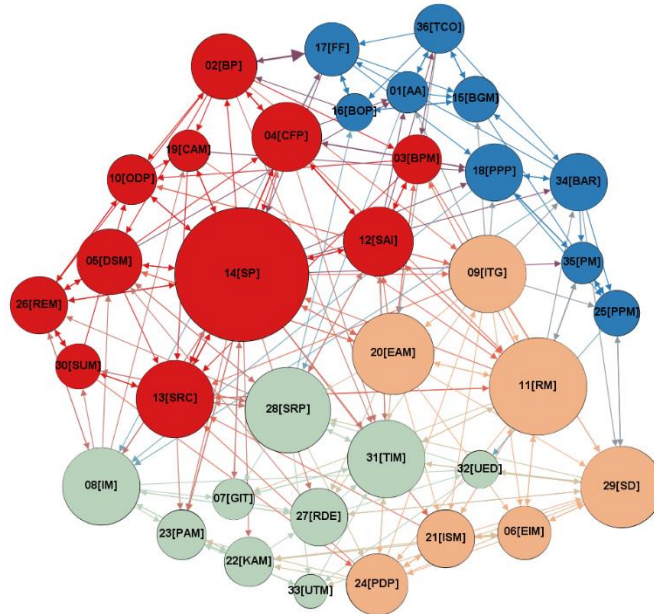 36[TCO]
17[FF]
02[BP]
01[AA]
15[BGM]
16[BOP]
04[CFP]
19[CAM]
03[BPM]
10[ODP]
18[PPP]
34[BAR]
12[SAI]
05[DSM]
35[PM]
14[SP]
09[ITG]
26[REM]
25[PPM]
20[EAM]
30[SUM]
11[RM]
13[SRC]
28[SRP]
31[TIM]
32[UED]
08[IM]
29[SD]
07[GIT]
27[RDE]
23[PAM]
06[EIM]
21[ISM]
22[KAM]
24[PDP]
33[UTM]